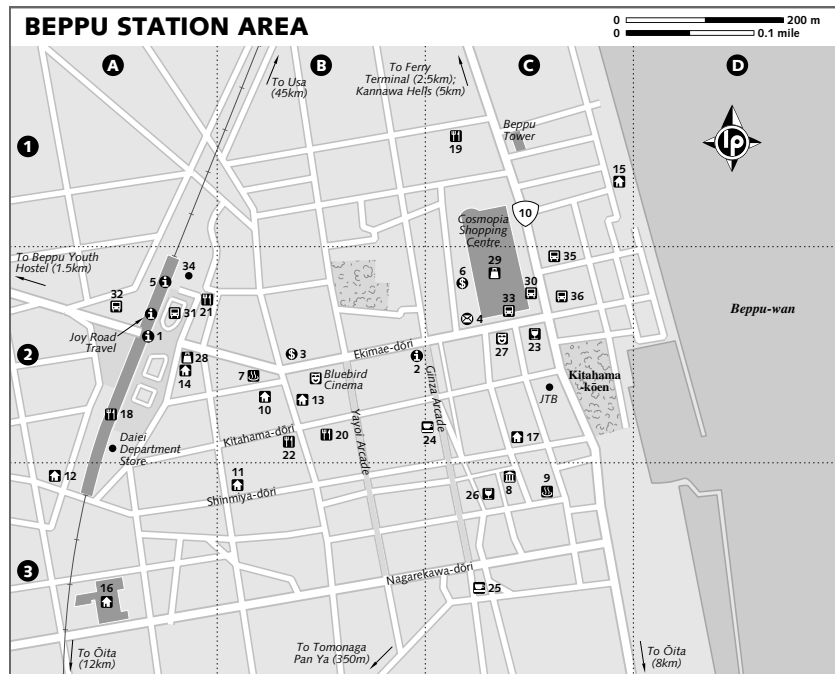 BEPPU STATION AREA
0 200 m
0 0.1 mile
A
B
C
D
1
2
3
To Usa
(45km)
To Ferry
Terminal (2.5km);
Kannawa Hells (5km)
Beppu
Tower
19
15
lp
10
Cosmopia
Shopping
Centre
To Beppu Youth
Hostel (1.5km)
5
34
29
35
6
30
36
32
31
21
33
4
Joy Road
Travel
1
Beppu-wan
28
14
3
Ekimae-dōri
27
23
7
Bluebird
Cinema
2
Kitahama
-kōen
10
13
JTB
18
Kitahama-dōri
Yayoi Arcade
Ginza Arcade
20
24
17
22
Daiei
Department
Store
12
11
Shinmiya-dōri
26
8
9
Nagarekawa-dōri
16
25
To Ōita
(12km)
To Tomonaga
Pan Ya (350m)
To Ōita
(8km)